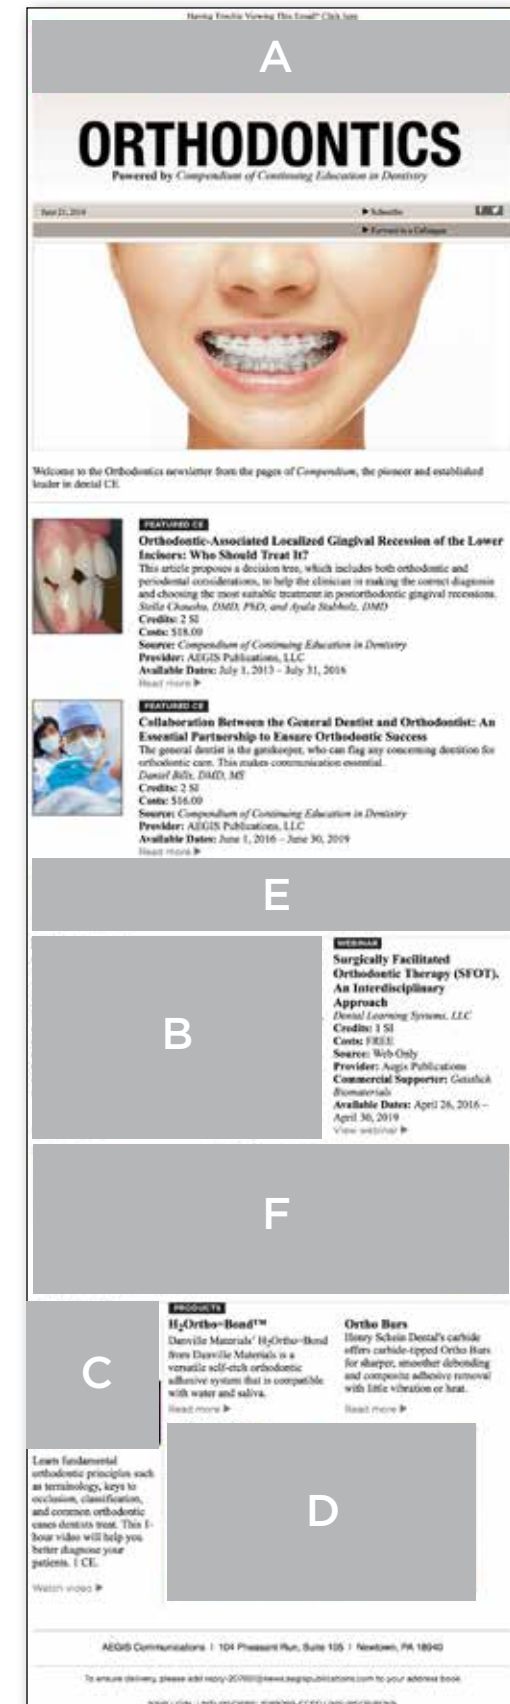 Having Trouble Viewing This Email? Click here
A
ORTHODONTICS
Powered by Compendium of Continuing Education in Dentistry
June 21, 2016
▶ Subscribe
▶ Forward to a Colleague
Welcome to the Orthodontics newsletter from the pages of Compendium, the pioneer and established
leader in dental CE.
FEATURED CE
Orthodontic-Associated Localized Gingival Recession of the Lower
Incisors: Who Should Treat It?
This article proposes a decision tree, which includes both orthodontic and
periodontal considerations, to help the clinician in making the correct diagnosis
and choosing the most suitable treatment in postorthodontic gingival recessions.
Stella Chaushu, DMD, PhD; and Ayala Stabholz, DMD
Credits: 2 SI
Costs: $18.00
Source: Compendium of Continuing Education in Dentistry
Provider: AEGIS Publications, LLC
Available Dates: July 1, 2013 – July 31, 2016
Read more ▶
FEATURED CE
Collaboration Between the General Dentist and Orthodontist: An
Essential Partnership to Ensure Orthodontic Success
The general dentist is the gatekeeper, who can flag any concerning dentition for
orthodontic care. This makes communication essential.
Daniel Bills, DMD, MS
Credits: 2 SI
Costs: $16.00
Source: Compendium of Continuing Education in Dentistry
Provider: AEGIS Publications, LLC
Available Dates: June 1, 2016 – June 30, 2019
Read more ▶
E
B
WEBINAR
Surgically Facilitated
Orthodontic Therapy (SFOT),
An Interdisciplinary
Approach
Dental Learning Systems, LLC
Credits: 1 SI
Costs: FREE
Source: Web Only
Provider: Aegis Publications
Commercial Supporter: Geistlich
Biomaterials
Available Dates: April 26, 2016 –
April 30, 2019
View webinar ▶
F
C
Learn fundamental
orthodontic principles such
as terminology, keys to
occlusion, classification,
and common orthodontic
cases dentists treat. This 1-
hour video will help you
better diagnose your
patients. 1 CE.
Watch video ▶
PRODUCTS
H₂Ortho-Bond™
Danville Materials' H₂Ortho-Bond
from Danville Materials is a
versatile self-etch orthodontic
adhesive system that is compatible
with water and saliva.
Read more ▶
Ortho Burs
Henry Schein Dental's carbide
offers carbide-tipped Ortho Burs
for sharper, smoother debonding
and composite adhesive removal
with little vibration or heat.
Read more ▶
D
AEGIS Communications | 104 Pheasant Run, Suite 105 | Newtown, PA 18940
To ensure delivery, please add to your address book